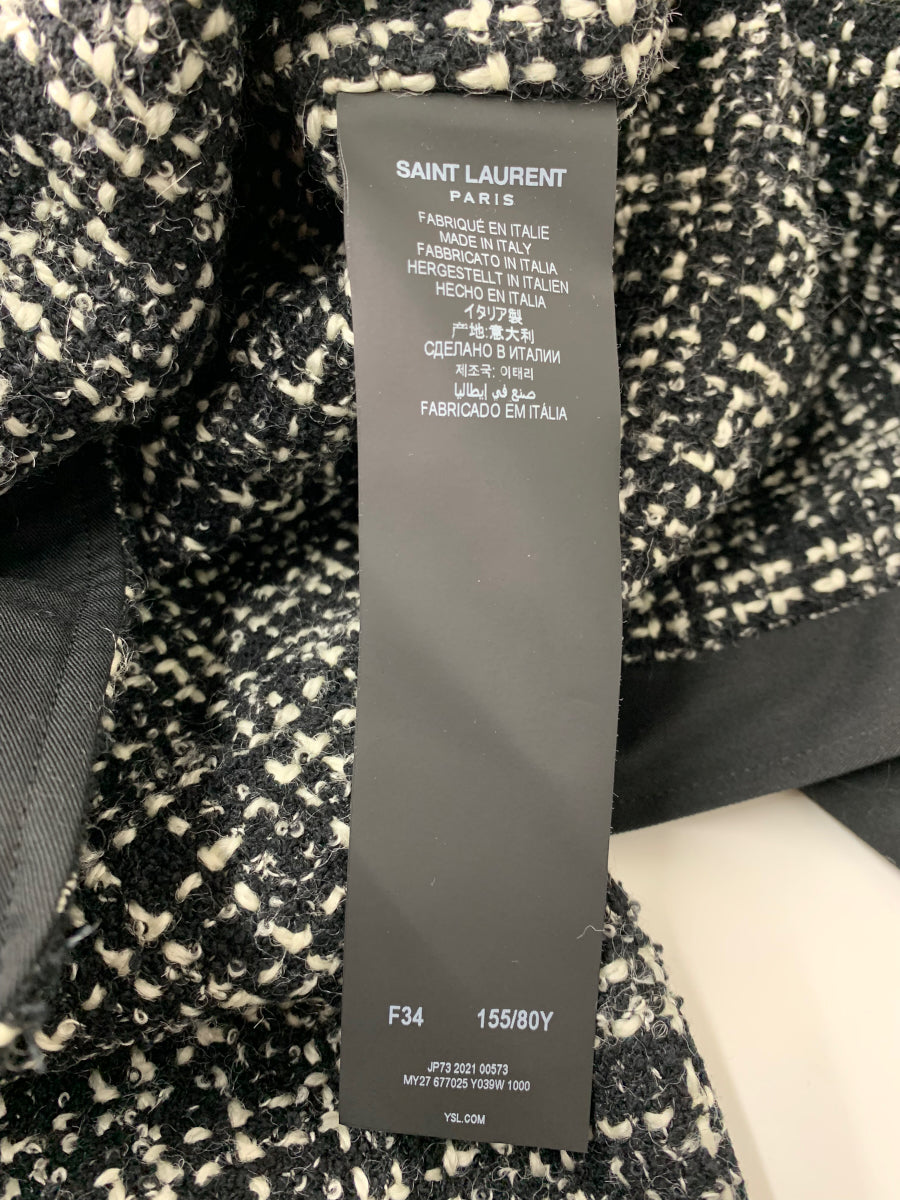 SAINT LAURENT
PARIS
FABRIQUÉ EN ITALIE
MADE IN ITALY
FABBRICATO IN ITALIA
HERGESTELLT IN ITALIEN
HECHO EN ITALIA
イタリア製
产地:意大利
СДЕЛАНО В ИТАЛИИ
제조국: 이태리
صنع في إيطاليا
FABRICADO EM ITÁLIA
F34 155/80Y
JP73 2021 00573
MY27 677025 Y039W 1000
YSL.COM